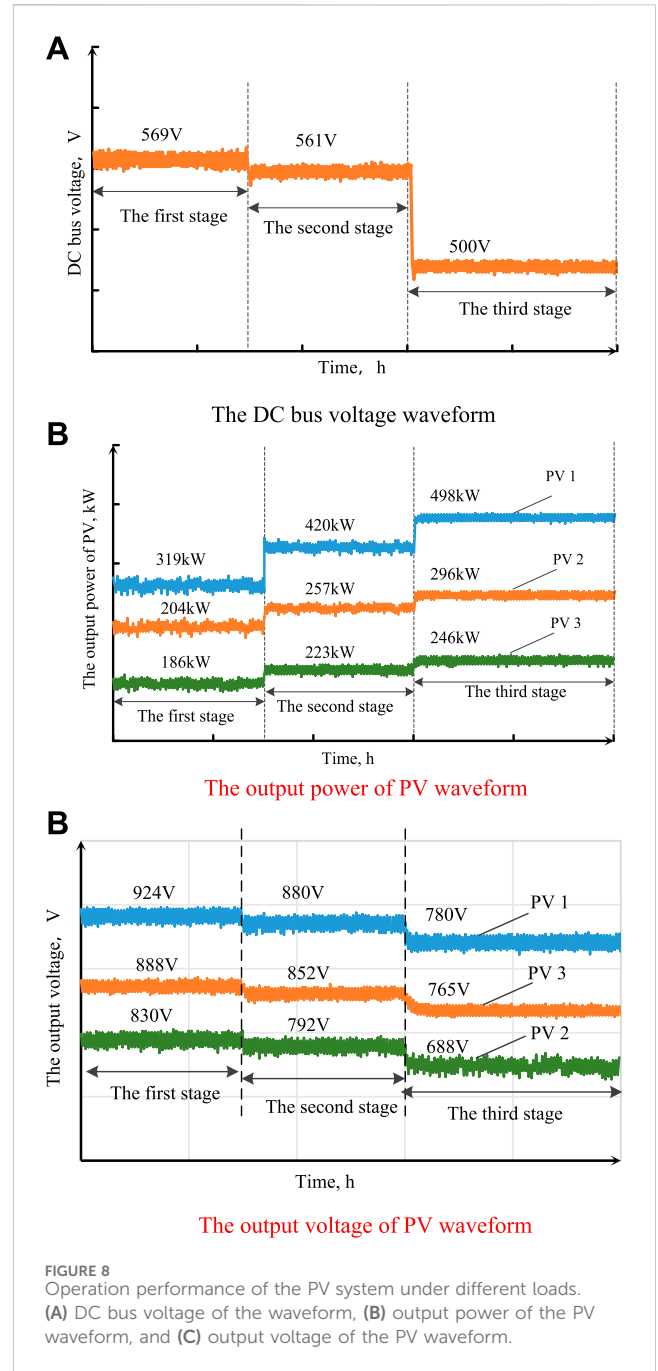 A
DC bus voltage, V
569V
561V
500V
The first stage
The second stage
The third stage
Time, h
The DC bus voltage waveform
B
The output power of PV, kW
498kW
PV 1
420kW
319kW
PV 2
296kW
257kW
204kW
PV 3
246kW
223kW
186kW
The first stage
The second stage
The third stage
Time, h
The output power of PV waveform
B
The output voltage, V
924V
880V
780V
PV 1
888V
852V
765V
PV 3
830V
792V
688V
PV 2
The first stage
The second stage
The third stage
Time, h
The output voltage of PV waveform
FIGURE 8
Operation performance of the PV system under different loads.
(A) DC bus voltage of the waveform, (B) output power of the PV
waveform, and (C) output voltage of the PV waveform.